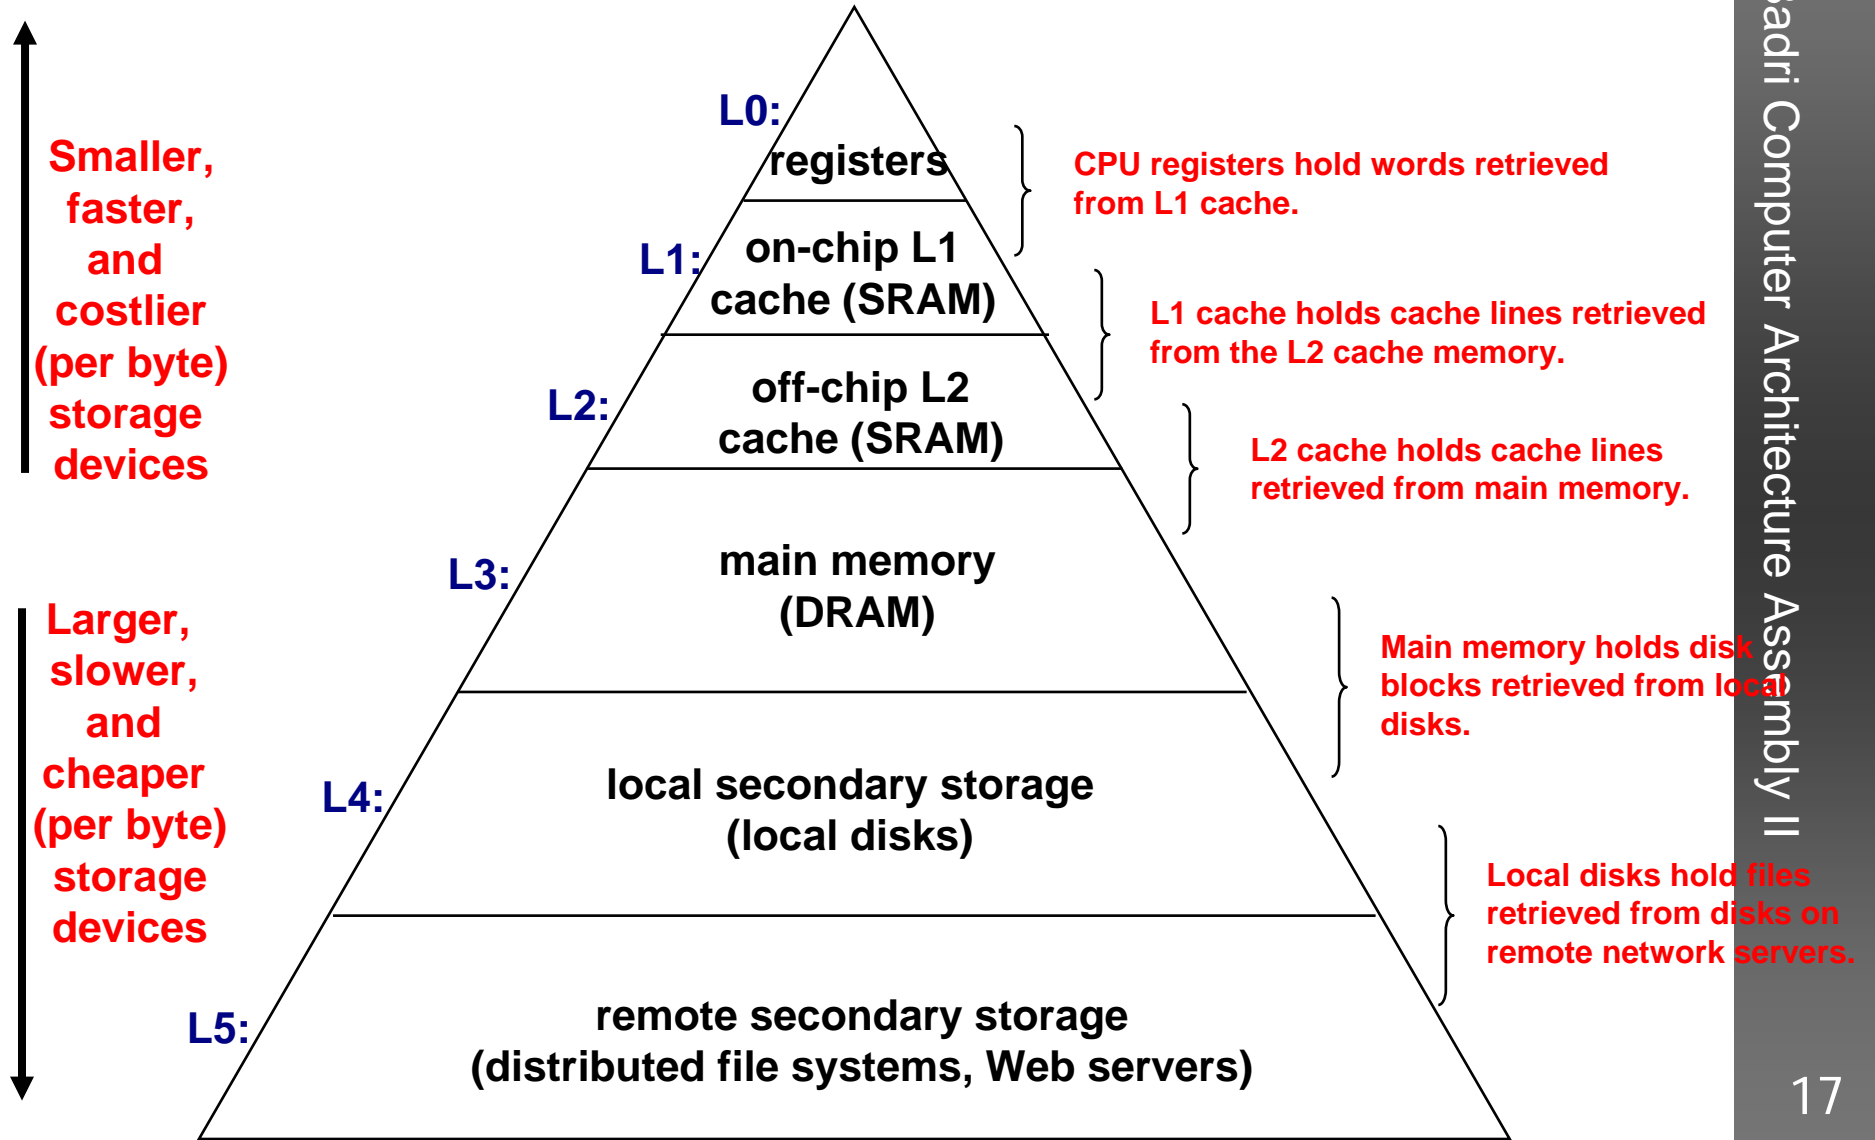 Smaller,
faster,
and
costlier
(per byte)
storage
devices
Larger,
slower,
and
cheaper
(per byte)
storage
devices
L0:
registers
L1:
on-chip L1
cache (SRAM)
L2:
off-chip L2
cache (SRAM)
L3:
main memory
(DRAM)
L4:
local secondary storage
(local disks)
L5:
remote secondary storage
(distributed file systems, Web servers)
CPU registers hold words retrieved
from L1 cache.
L1 cache holds cache lines retrieved
from the L2 cache memory.
L2 cache holds cache lines
retrieved from main memory.
Main memory holds disk
blocks retrieved from local
disks.
Local disks hold files
retrieved from disks on
remote network servers.
Computer Architecture Assembly II
17